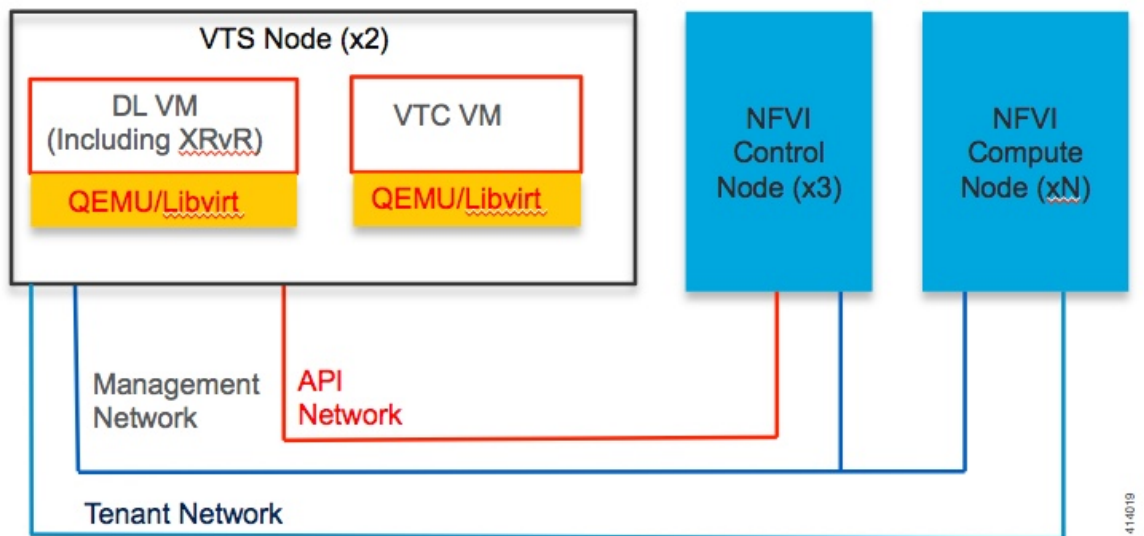 VTS Node (x2)
DL VM
(Including XRvR)
QEMU/Libvirt
VTC VM
QEMU/Libvirt
NFVI
Control
Node (x3)
NFVI
Compute
Node (xN)
Management
Network
API
Network
Tenant Network
414019